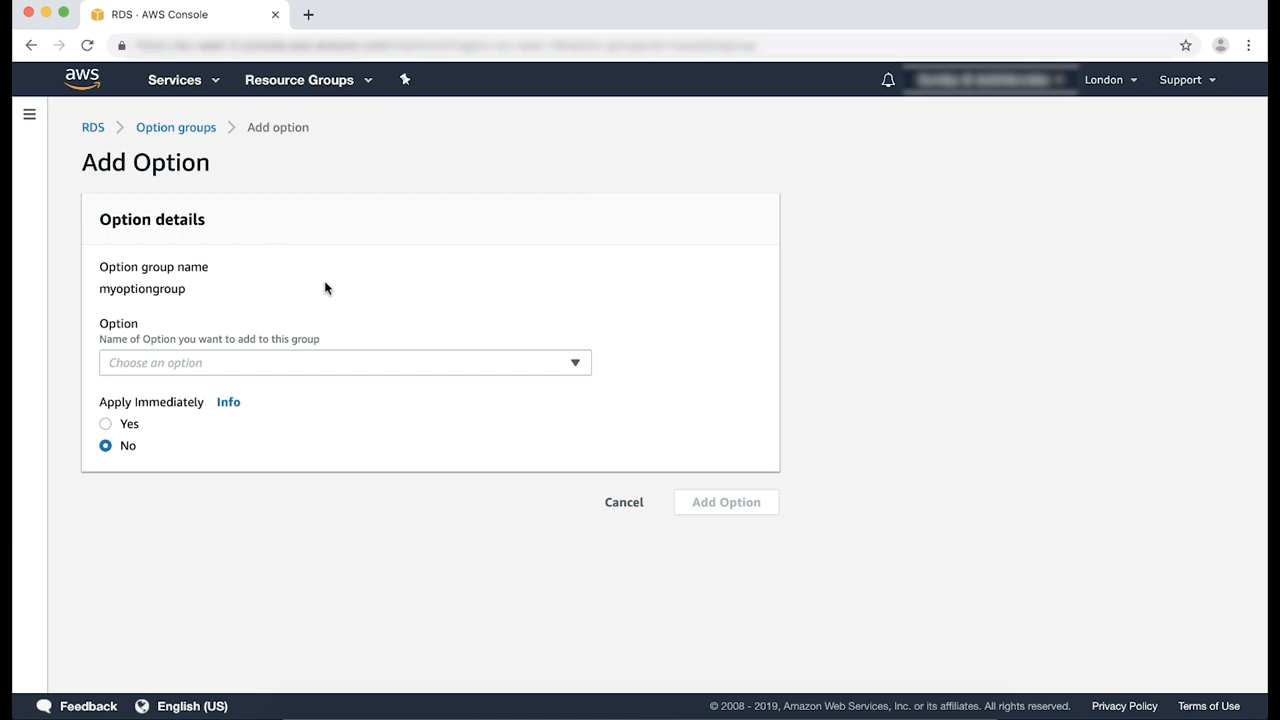 RDS · AWS Console
aws Services Resource Groups London Support
RDS Option groups Add option
Add Option
Option details
Option group name
myoptiongroup
Option
Name of Option you want to add to this group
Choose an option
Apply Immediately Info
Yes
No
Cancel Add Option
Feedback English (US) © 2008 - 2019, Amazon Web Services, Inc. or its affiliates. All rights reserved. Privacy Policy Terms of Use